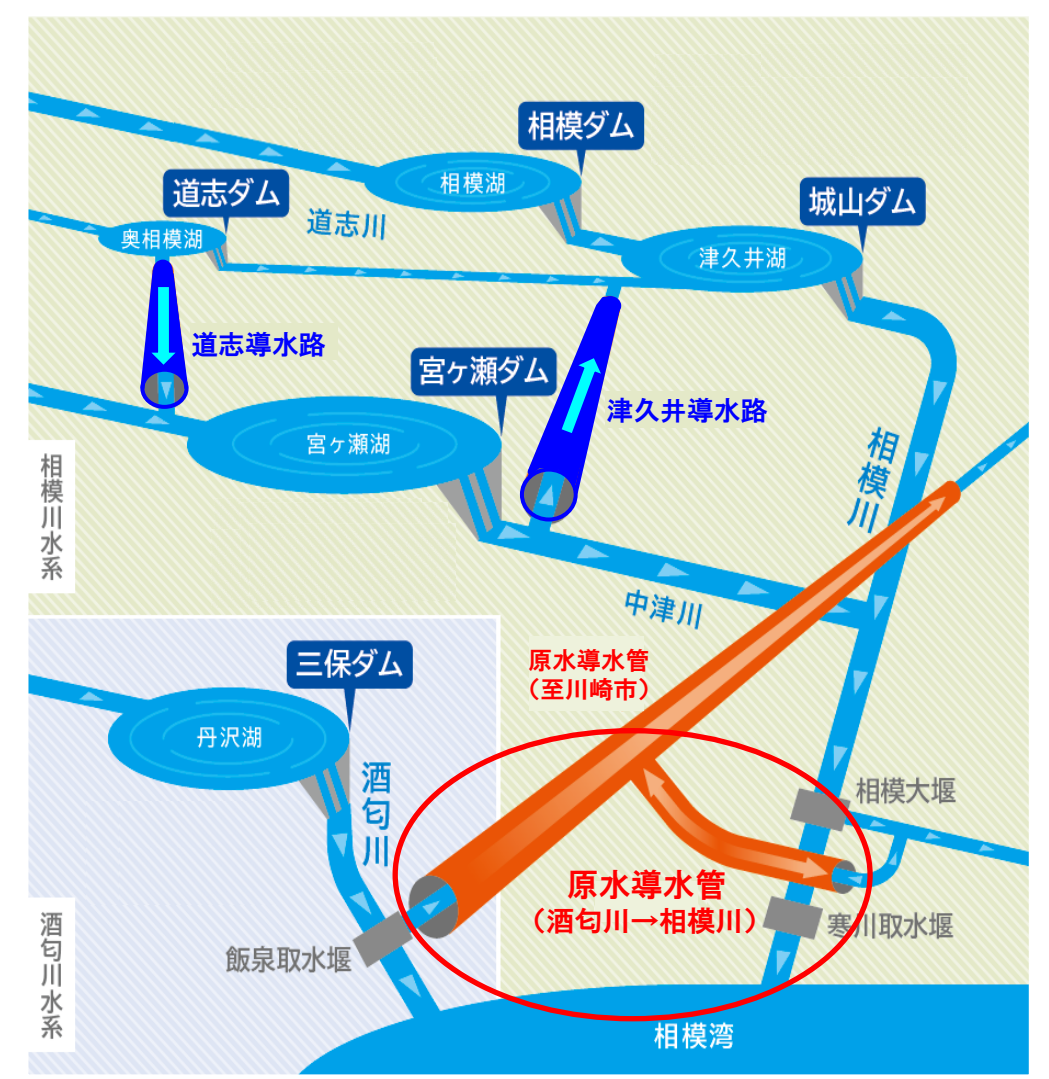 相模ダム
相模湖
道志ダム
道志川
城山ダム
奥相模湖
津久井湖
道志導水路
宮ヶ瀬ダム
津久井導水路
宮ヶ瀬湖
相模川
相模川水系
中津川
三保ダム
原水導水管
（至川崎市）
丹沢湖
酒匂川
相模大堰
原水導水管
（酒匂川→相模川）
寒川取水堰
飯泉取水堰
酒匂川水系
相模湾